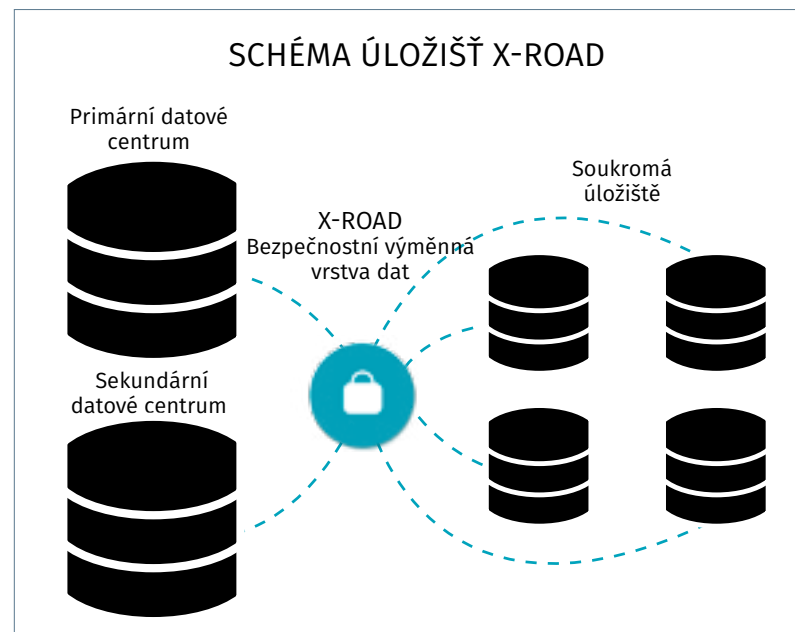 SCHÉMA ÚLOŽIŠŤ X-ROAD
Primární datové
centrum
Soukromá
úložiště
X-ROAD
Bezpečnostní výměnná
vrstva dat
Sekundární
datové centrum